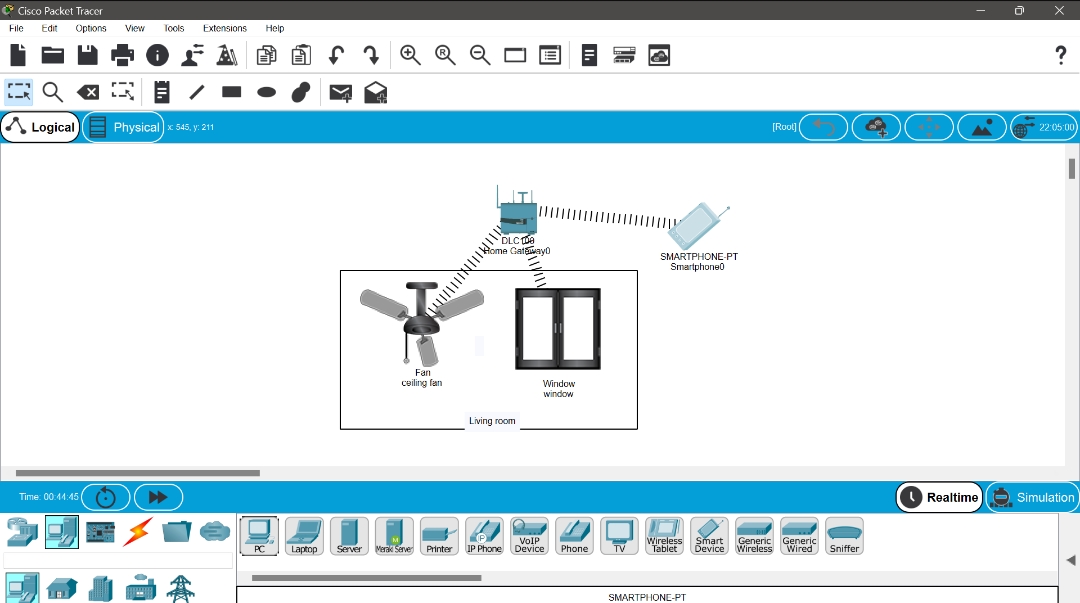 Cisco Packet Tracer
File Edit Options View Tools Extensions Help
R
?
Logical
Physical
x: 545, y: 211
[Root]
22:05:00
DLC100
Home Gateway0
SMARTPHONE-PT
Smartphone0
Fan
ceiling fan
Window
window
Living room
Time: 00:44:45
Realtime
Simulation
PC
Laptop
Server
M
Meraki Server
Printer
P
IP Phone
VoIP
Device
Phone
TV
Wireless
Tablet
Smart
Device
Generic
Wireless
Generic
Wired
Sniffer
SMARTPHONE-PT